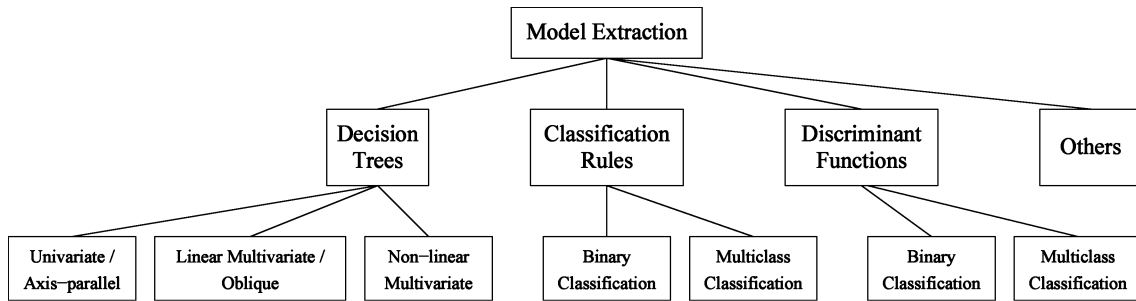 Model Extraction
Decision
Trees
Classification
Rules
Discriminant
Functions
Others
Univariate /
Axis−parallel
Linear Multivariate /
Oblique
Non−linear
Multivariate
Binary
Classification
Multiclass
Classification
Binary
Classification
Multiclass
Classification